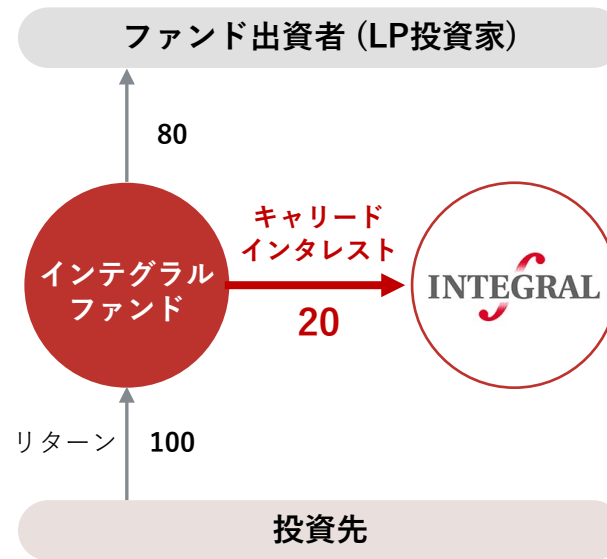 ファンド出資者 (LP投資家)
80
キャリード
インタレスト
インテグラル
ファンド
20
INTEGRAL
リターン 100
投資先